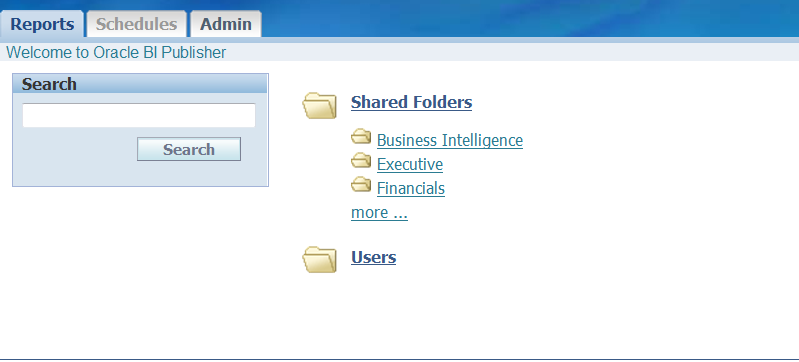 Reports Schedules Admin
Welcome to Oracle BI Publisher
Search
Search
Shared Folders
Business Intelligence
Executive
Financials
more ...
Users